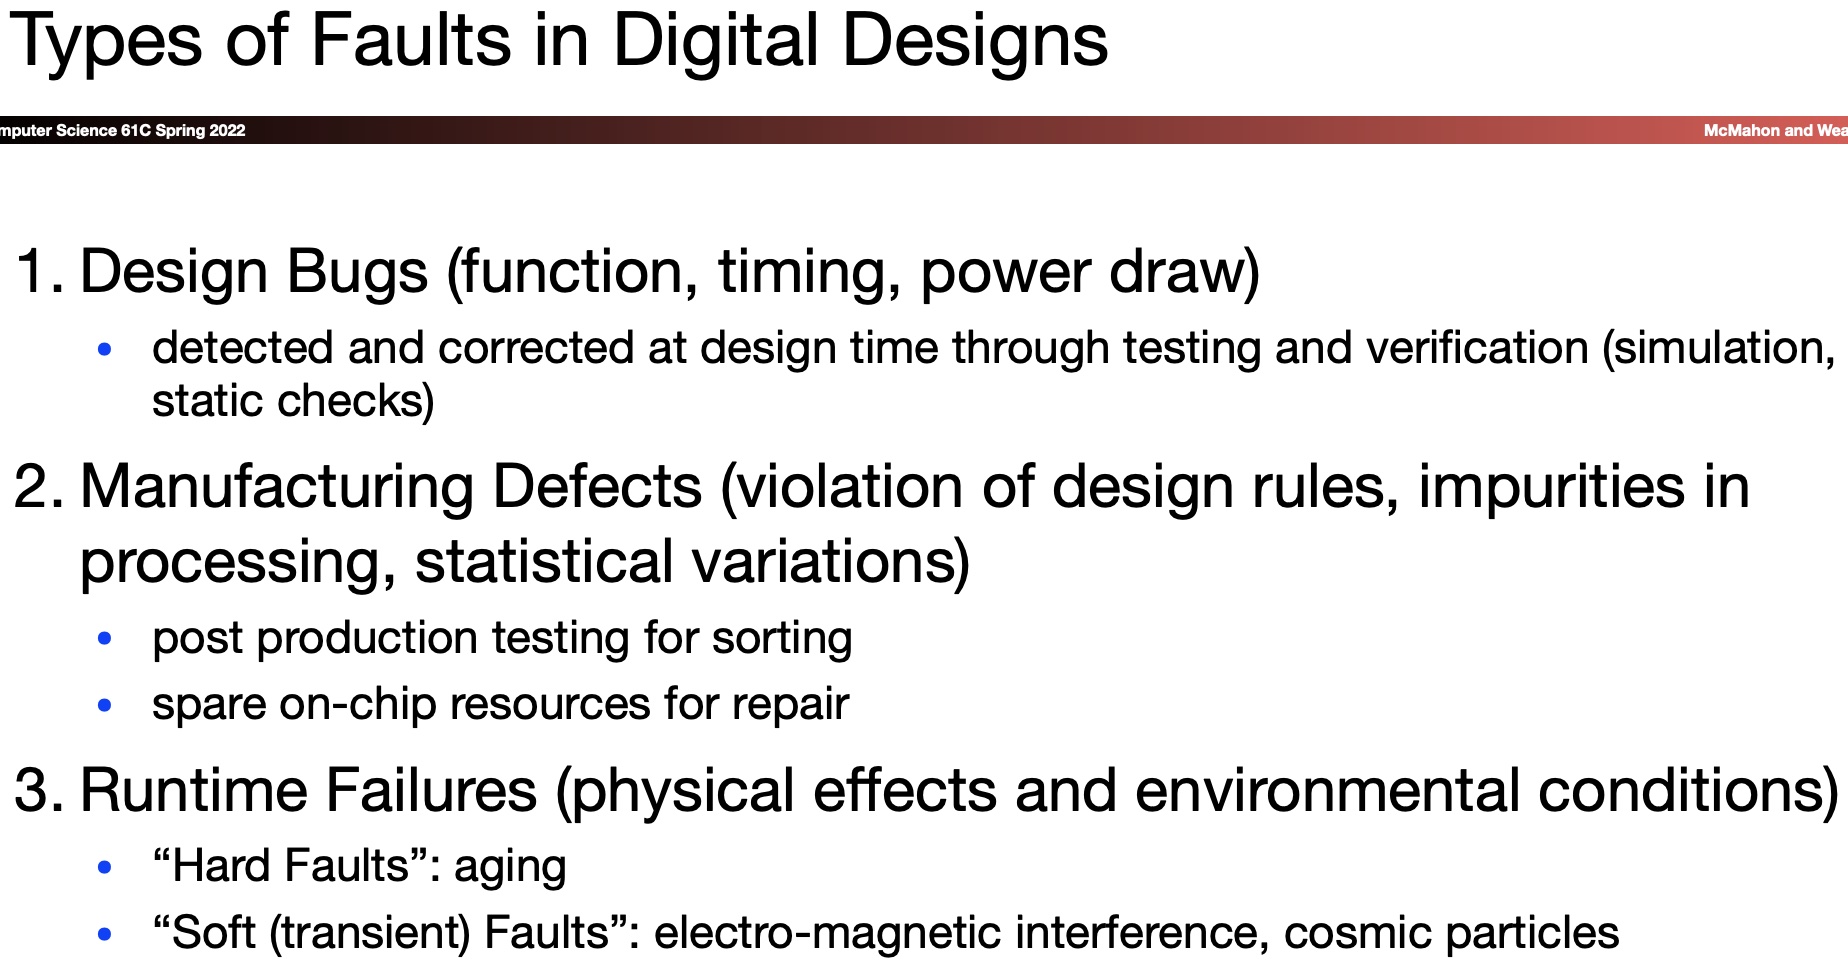 Types of Faults in Digital Designs
mputer Science 61C Spring 2022
McMahon and Wea
1. Design Bugs (function, timing, power draw)
• detected and corrected at design time through testing and verification (simulation,
static checks)
2. Manufacturing Defects (violation of design rules, impurities in
processing, statistical variations)
• post production testing for sorting
• spare on-chip resources for repair
3. Runtime Failures (physical effects and environmental conditions)
• “Hard Faults”: aging
• “Soft (transient) Faults”: electro-magnetic interference, cosmic particles